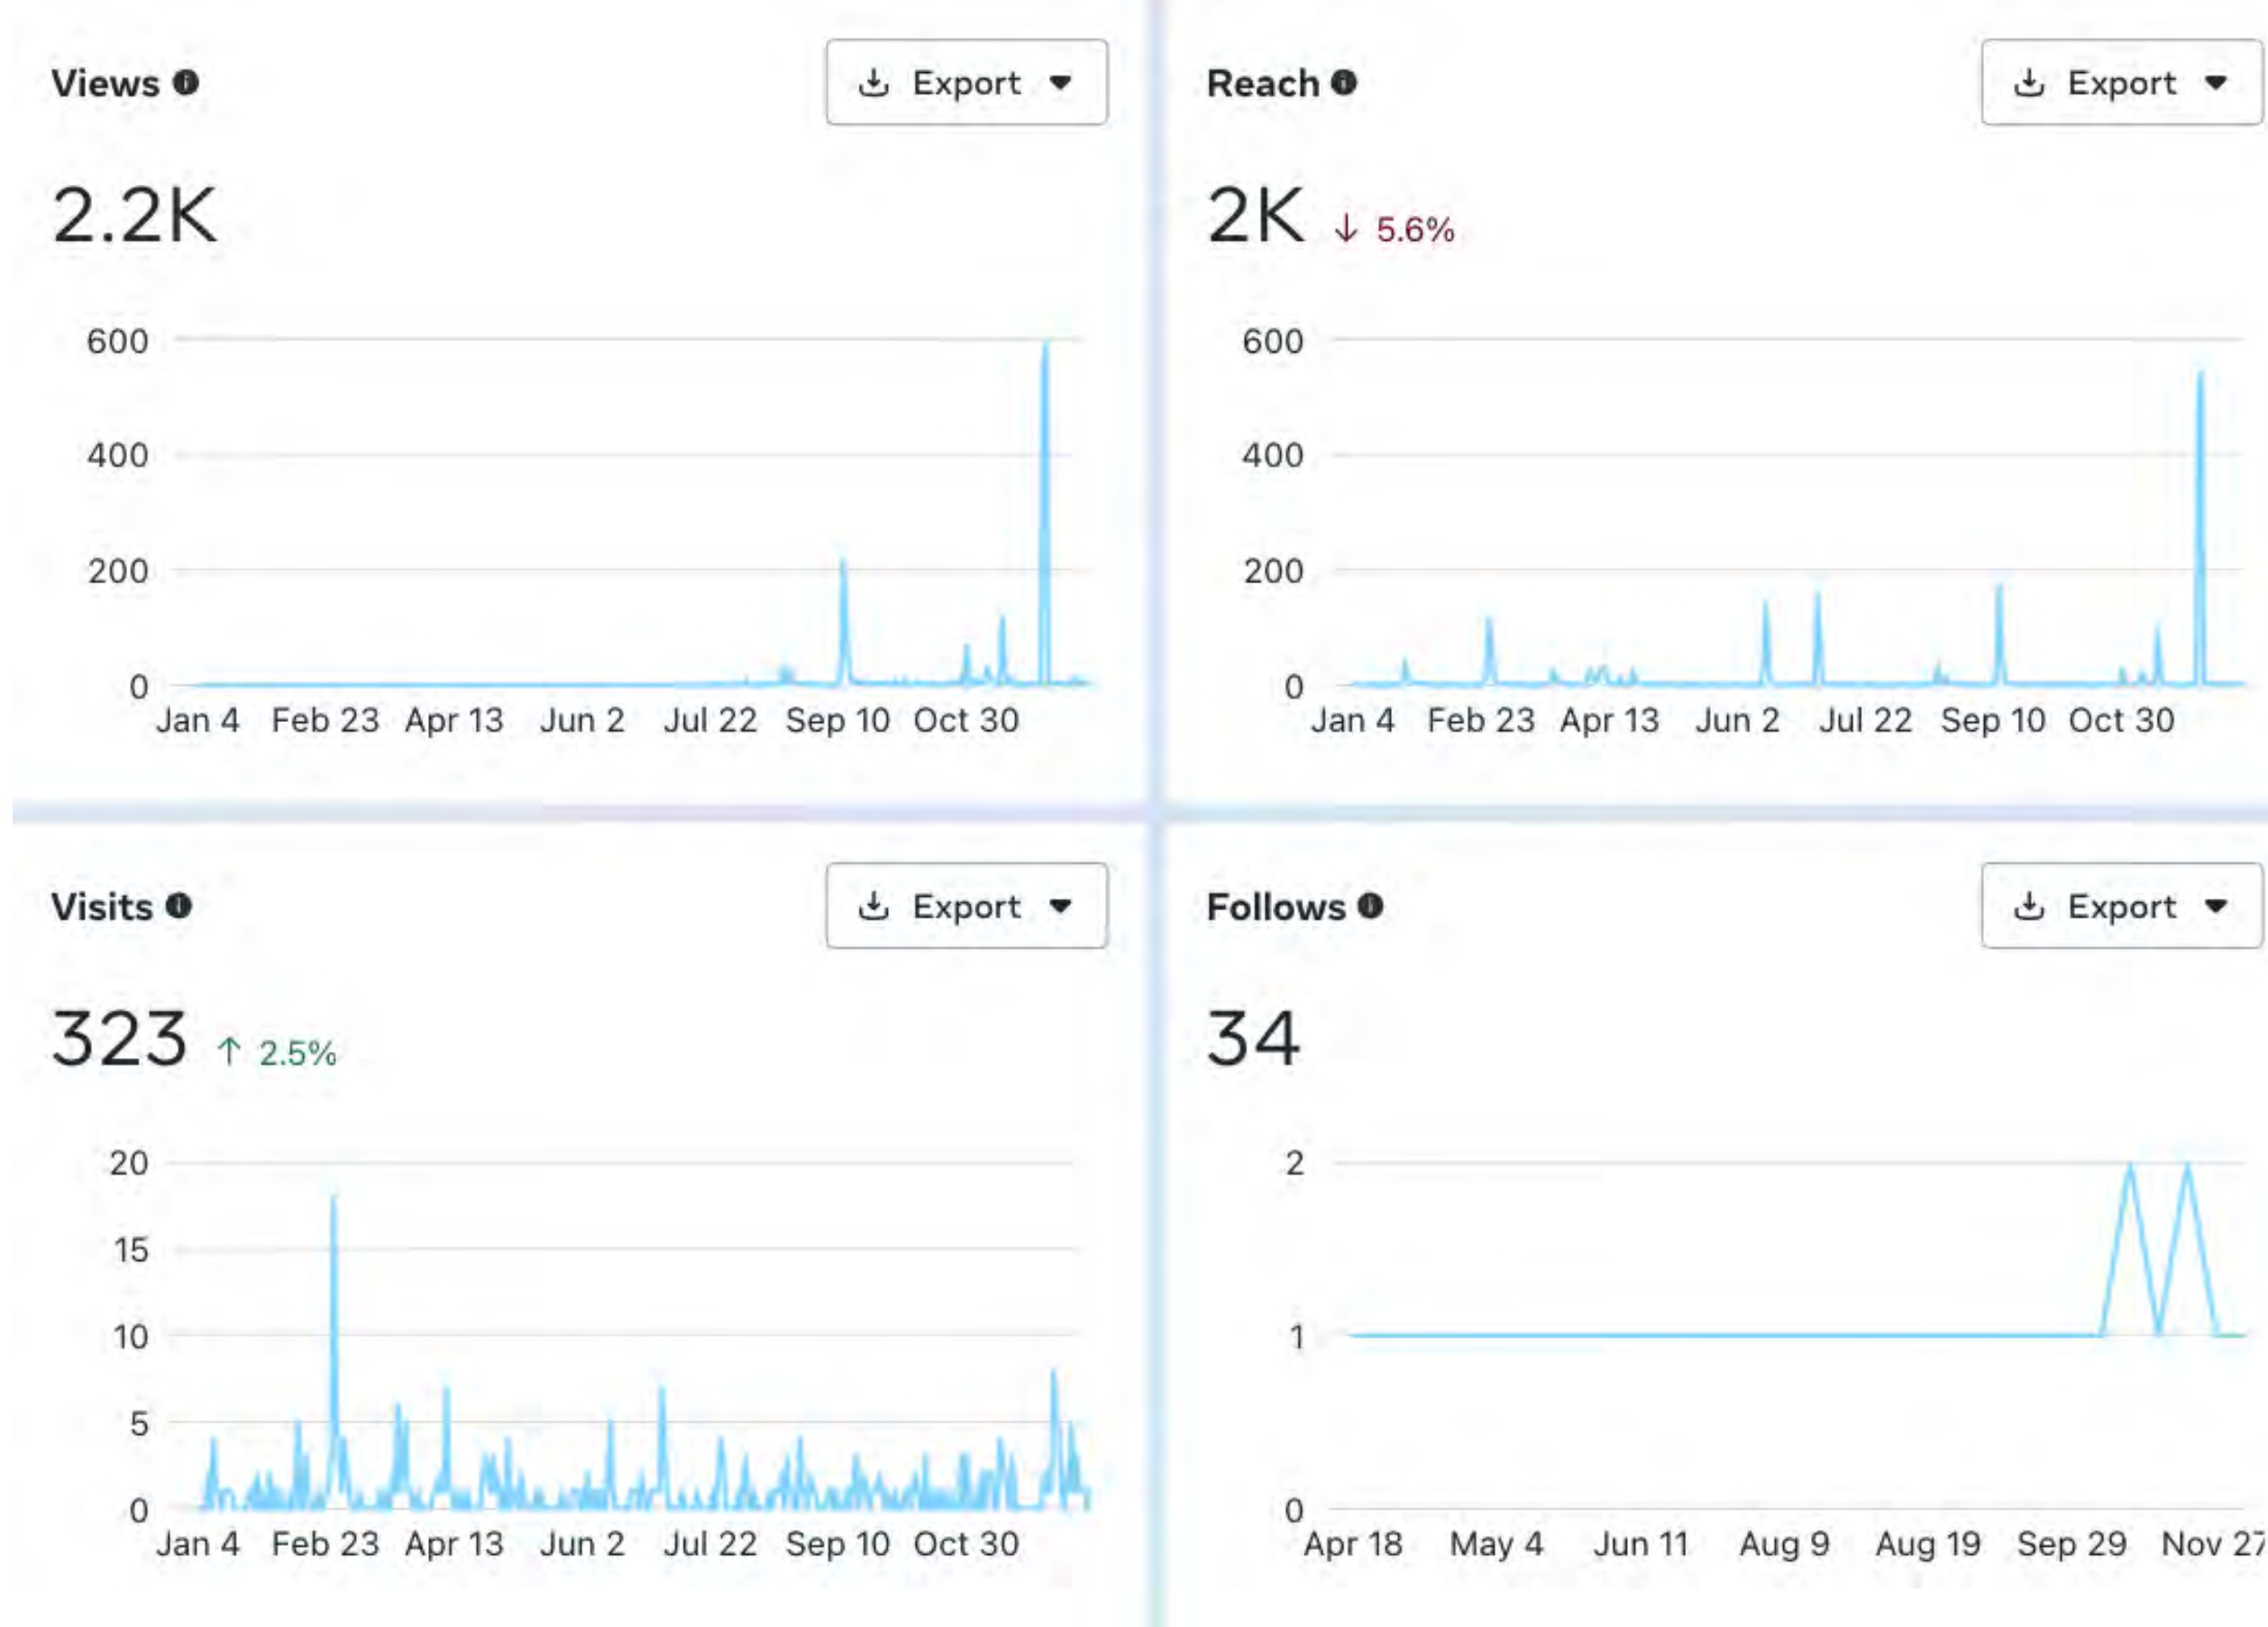 Views
Export
2.2K
600
400
200
0
Jan 4 Feb 23 Apr 13 Jun 2 Jul 22 Sep 10 Oct 30
Reach
Export
2K ↓ 5.6%
600
400
200
0
Jan 4 Feb 23 Apr 13 Jun 2 Jul 22 Sep 10 Oct 30
Visits
Export
323 ↑ 2.5%
20
15
10
5
0
Jan 4 Feb 23 Apr 13 Jun 2 Jul 22 Sep 10 Oct 30
Follows
Export
34
2
1
0
Apr 18 May 4 Jun 11 Aug 9 Aug 19 Sep 29 Nov 27